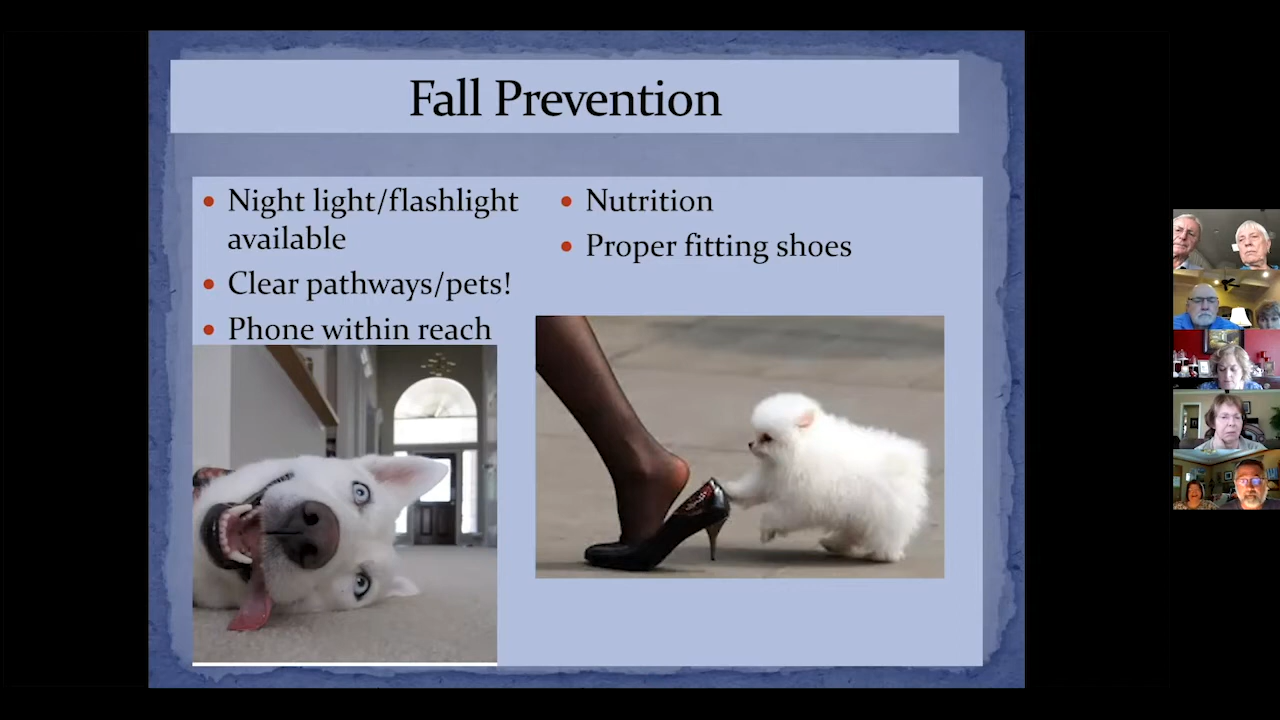 Fall Prevention
Night light/flashlight
available
Clear pathways/pets!
Phone within reach
Nutrition
Proper fitting shoes